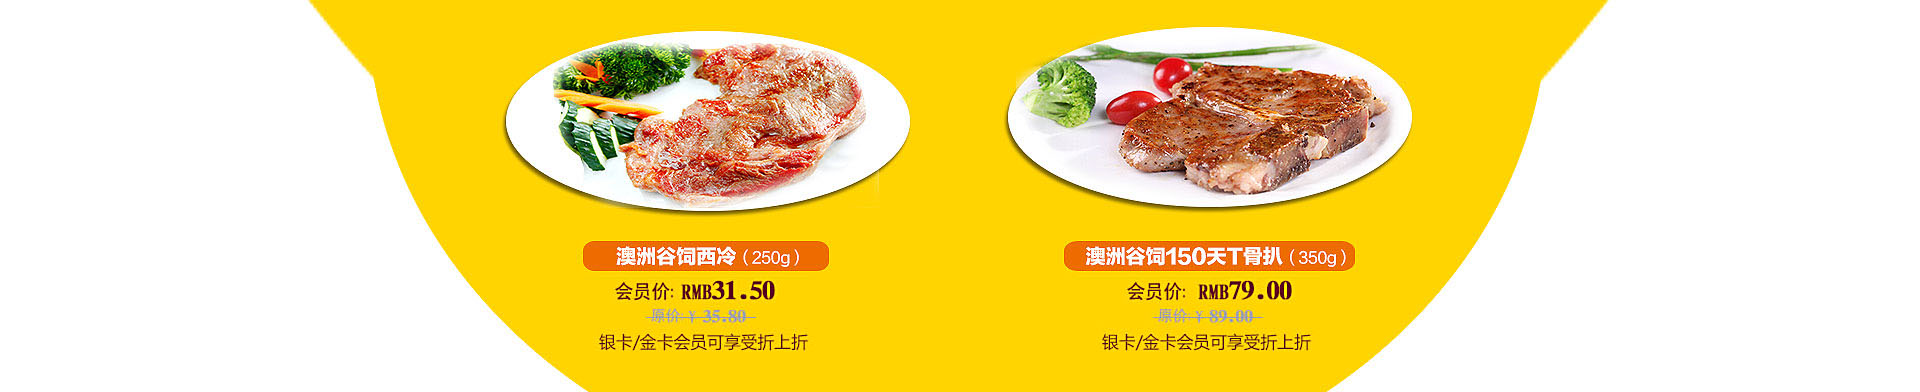 澳洲谷饲西冷（250g）
会员价: RMB31.50
原价: ¥ 35.80
银卡/金卡会员可享受折上折
澳洲谷饲150天T骨扒（350g）
会员价: RMB79.00
原价: ¥ 89.00
银卡/金卡会员可享受折上折